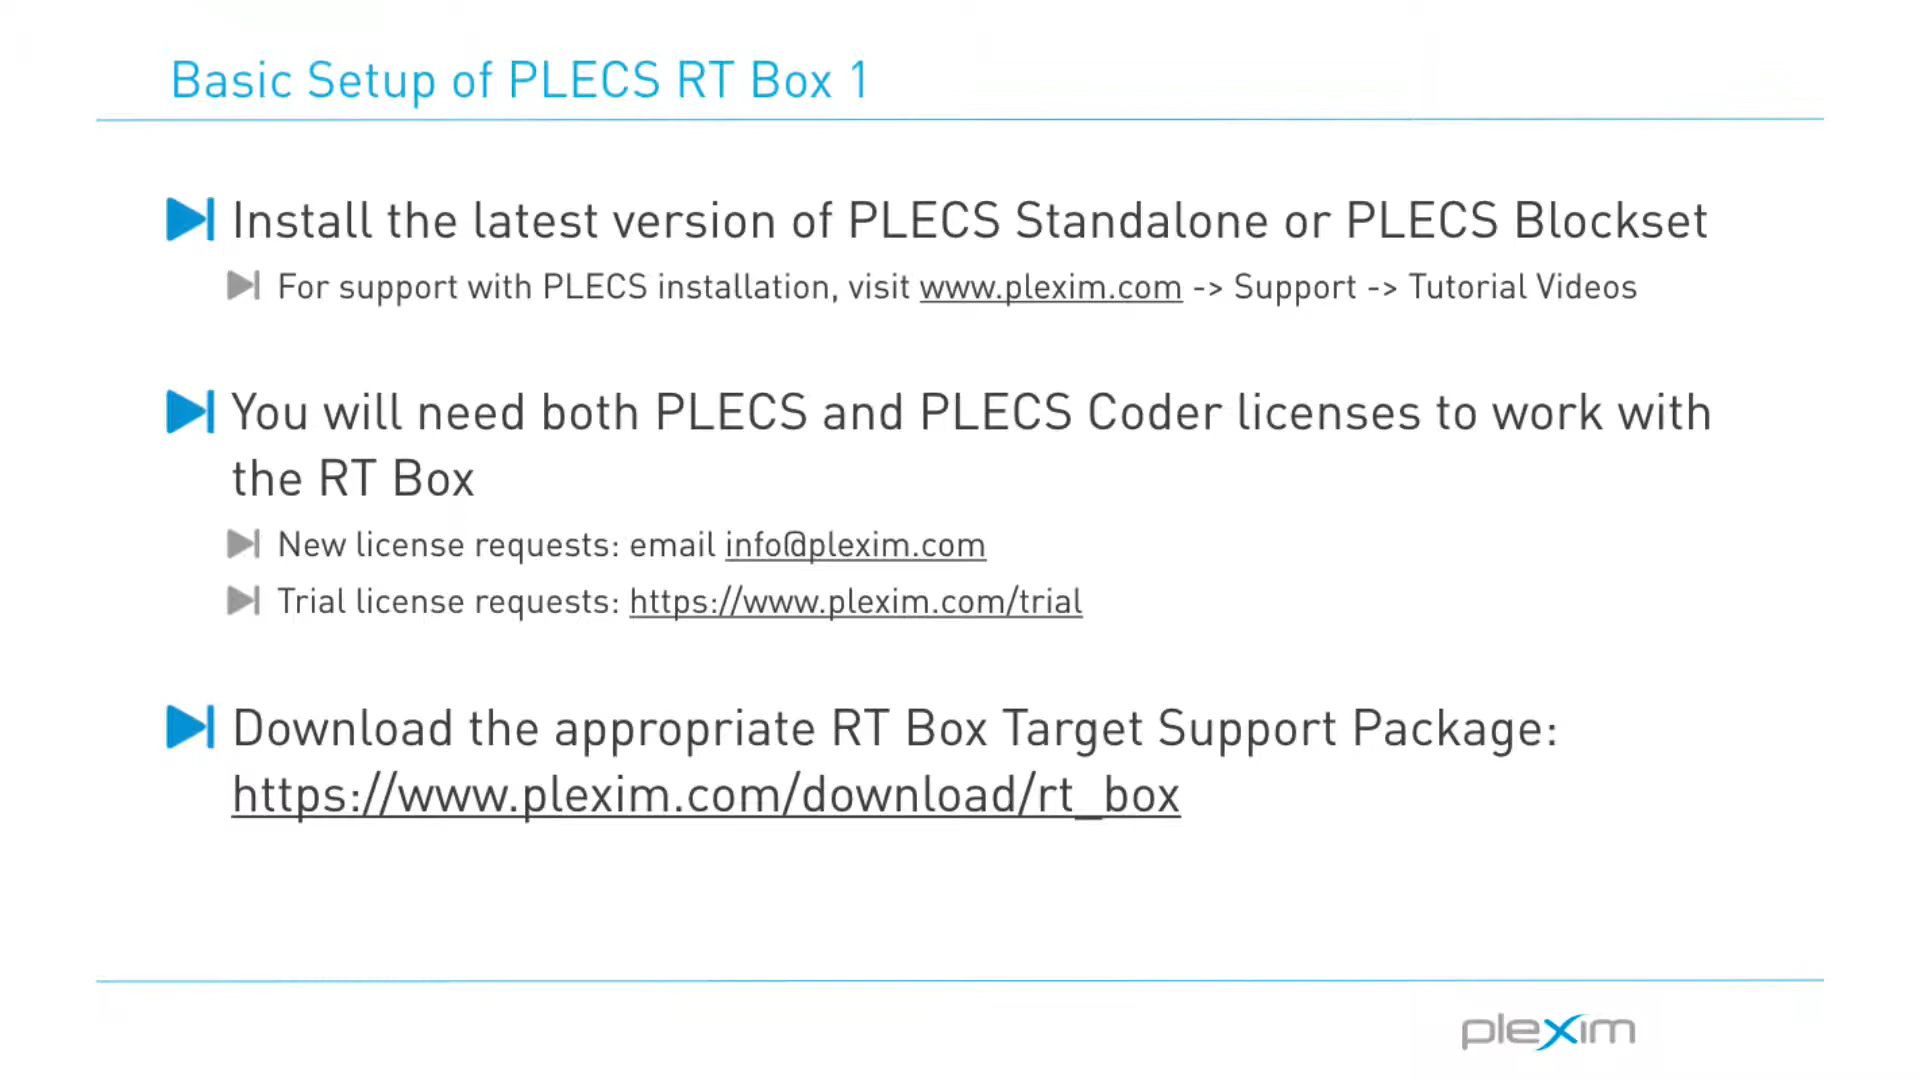 Basic Setup of PLECS RT Box 1
Install the latest version of PLECS Standalone or PLECS Blockset
For support with PLECS installation, visit www.plexim.com -> Support -> Tutorial Videos
You will need both PLECS and PLECS Coder licenses to work with
the RT Box
New license requests: email info@plexim.com
Trial license requests: https://www.plexim.com/trial
Download the appropriate RT Box Target Support Package:
https://www.plexim.com/download/rt_box
plexim